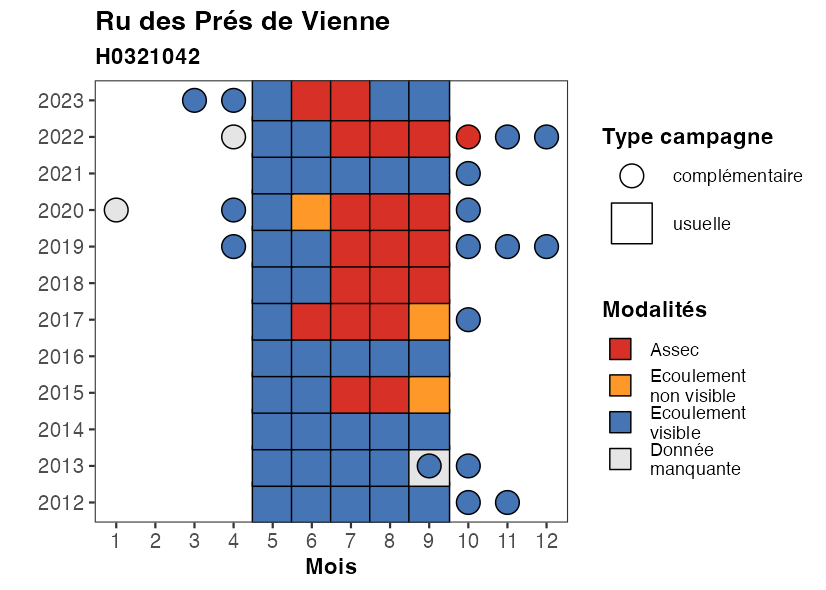 Ru des Prés de Vienne
H0321042
2023
2022
2021
2020
2019
2018
2017
2016
2015
2014
2013
2012
1 2 3 4 5 6 7 8 9 10 11 12
Mois
Type campagne
complémentaire
usuelle
Modalités
Assec
Ecoulement
non visible
Ecoulement
visible
Donnée
manquante